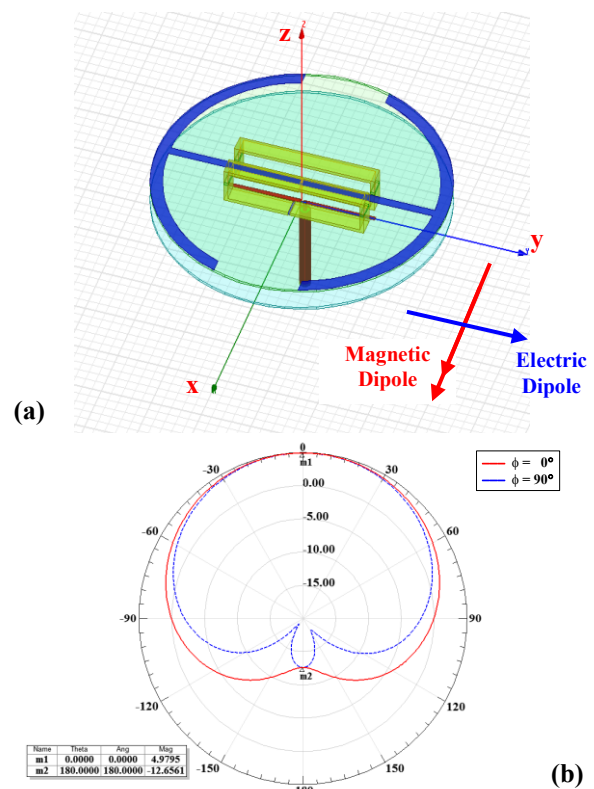 z
y
x
Magnetic
Dipole
Electric
Dipole
(a)
0
m1
-30
30
0.00
-5.00
-10.00
-15.00
-60
60
-90
90
m2
-120
120
-150
150
φ = 0°
φ = 90°
Name Theta Ang Mag
m1 0.0000 0.0000 4.9795
m2 180.0000 180.0000 -12.6561
(b)